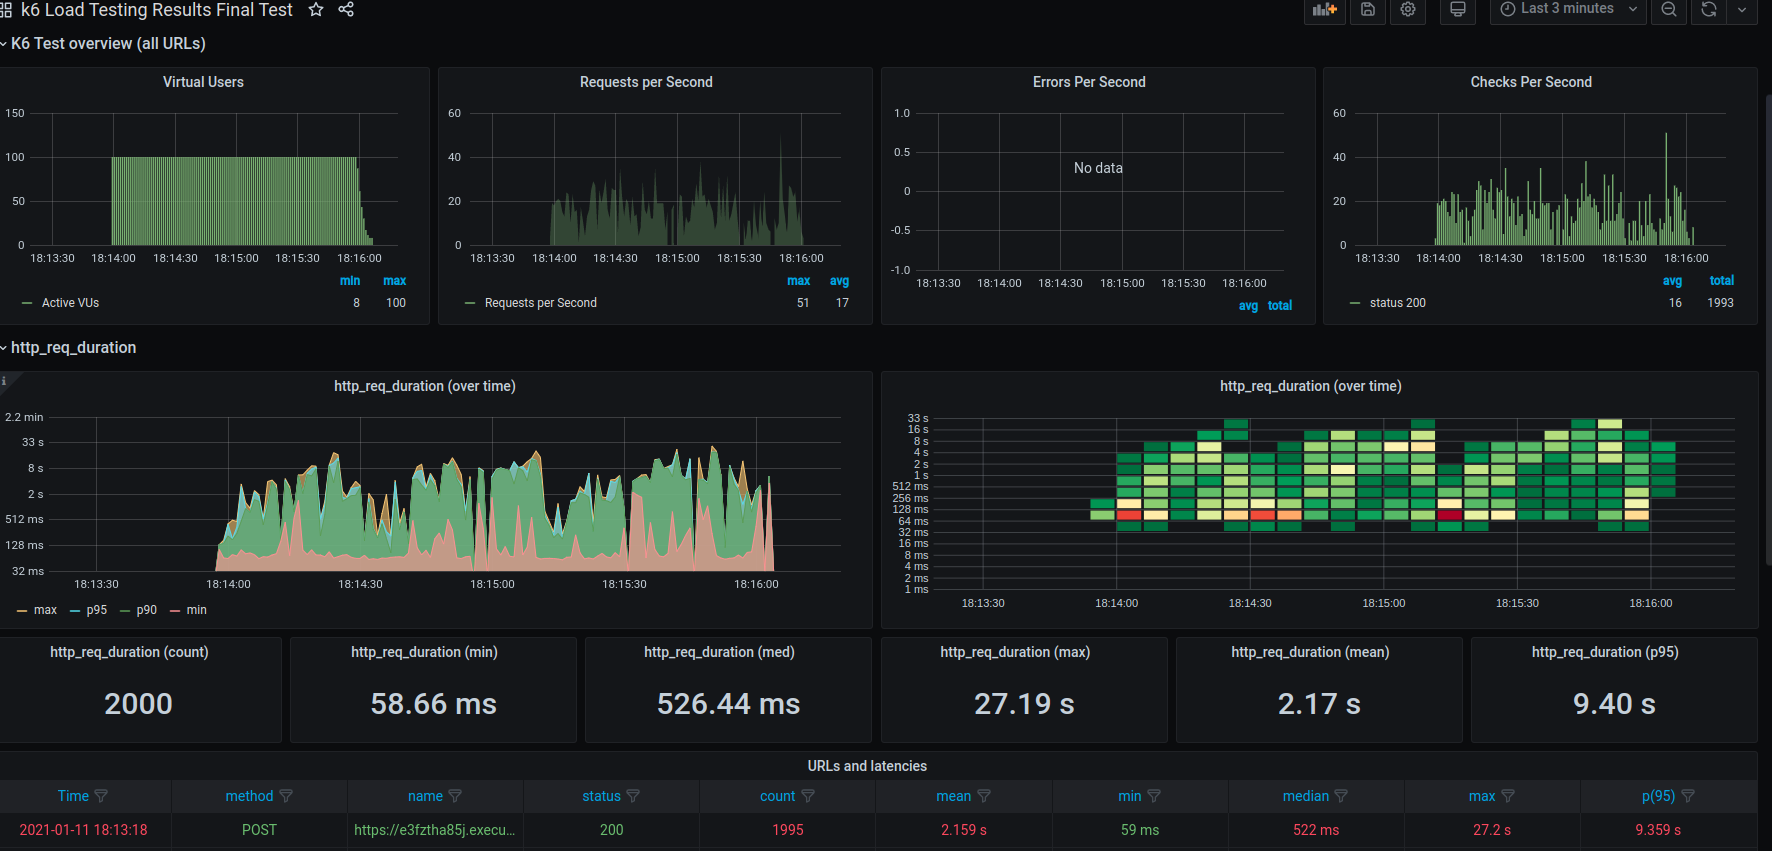 k6 Load Testing Results Final Test
Last 3 minutes
K6 Test overview (all URLs)
Virtual Users
150
100
50
0
18:13:30 18:14:00 18:14:30 18:15:00 18:15:30 18:16:00
min max
Active VUs 8 100
Requests per Second
60
40
20
0
18:13:30 18:14:00 18:14:30 18:15:00 18:15:30 18:16:00
max avg
Requests per Second 51 17
Errors Per Second
1.0
0.5
0
-0.5
-1.0
No data
18:13:30 18:14:00 18:14:30 18:15:00 18:15:30 18:16:00
avg total
Checks Per Second
60
40
20
0
18:13:30 18:14:00 18:14:30 18:15:00 18:15:30 18:16:00
avg total
status 200 16 1993
http_req_duration
i
http_req_duration (over time)
2.2 min
33 s
8 s
2 s
512 ms
128 ms
32 ms
18:13:30 18:14:00 18:14:30 18:15:00 18:15:30 18:16:00
max p95 p90 min
http_req_duration (over time)
33 s
16 s
8 s
4 s
2 s
1 s
512 ms
256 ms
128 ms
64 ms
32 ms
16 ms
8 ms
4 ms
2 ms
1 ms
18:13:30 18:14:00 18:14:30 18:15:00 18:15:30 18:16:00
http_req_duration (count)
2000
http_req_duration (min)
58.66 ms
http_req_duration (med)
526.44 ms
http_req_duration (max)
27.19 s
http_req_duration (mean)
2.17 s
http_req_duration (p95)
9.40 s
URLs and latencies
Time method name status count mean min median max p(95)
2021-01-11 18:13:18 POST https://e3fztha85j.execu... 200 1995 2.159 s 59 ms 522 ms 27.2 s 9.359 s